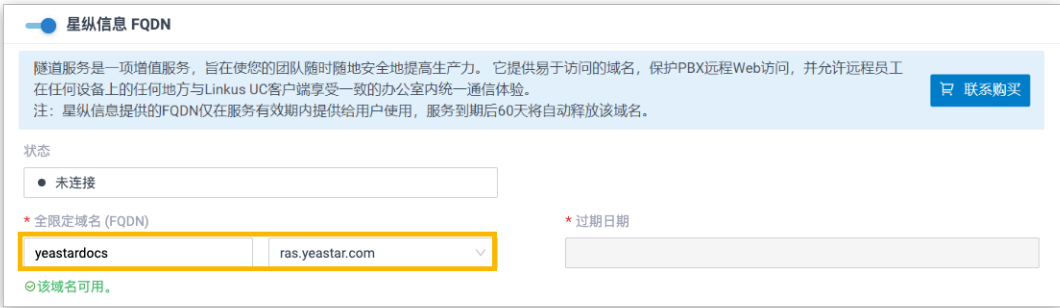 星纵信息 FQDN
隧道服务是一项增值服务，旨在使您的团队随时随地安全地提高生产力。 它提供易于访问的域名，保护PBX远程Web访问，并允许远程员工
在任何设备上的任何地方与Linkus UC客户端享受一致的办公室内统一通信体验。
注：星纵信息提供的FQDN仅在服务有效期内提供给用户使用，服务到期后60天将自动释放该域名。
联系购买
状态
未连接
* 全限定域名 (FQDN)
* 过期日期
yeastardocs
ras.yeastar.com
该域名可用。